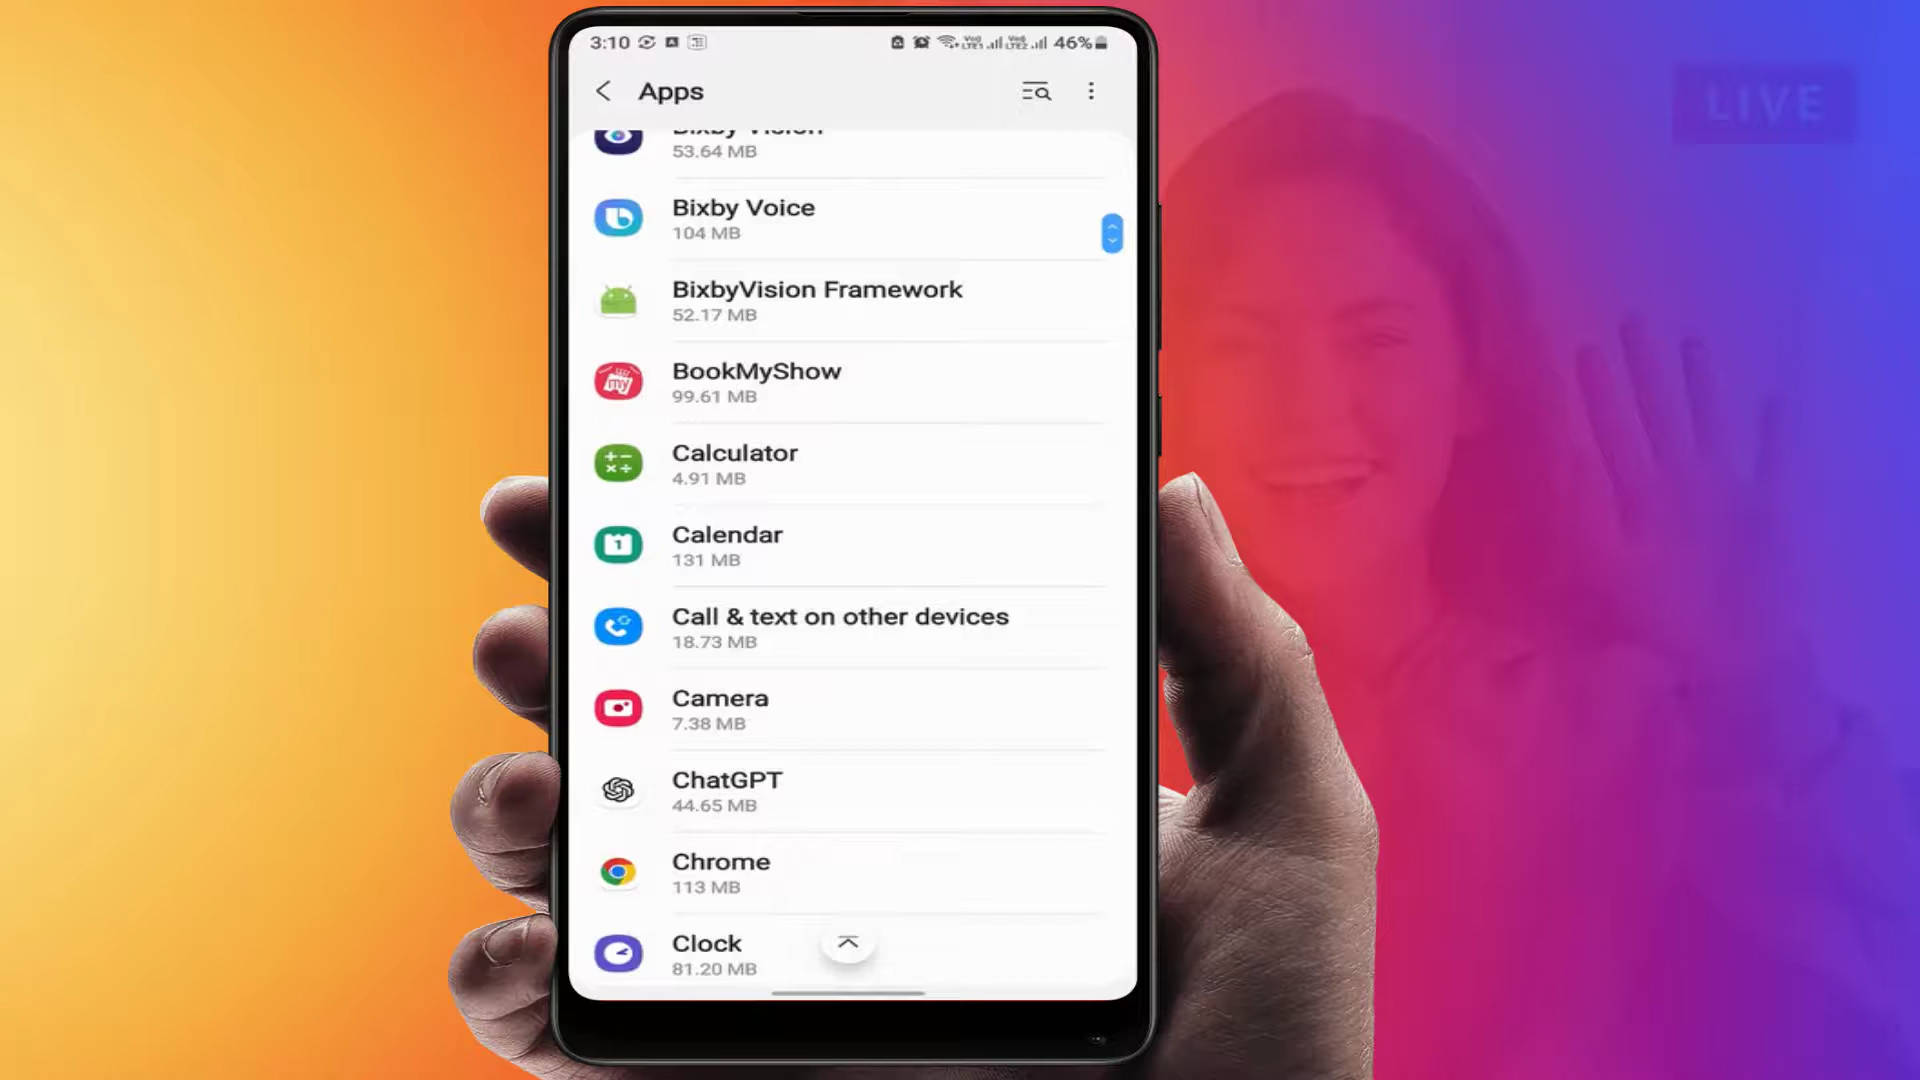 3:10
46%
Apps
Bixby Vision
53.64 MB
Bixby Voice
104 MB
BixbyVision Framework
52.17 MB
BookMyShow
99.61 MB
Calculator
4.91 MB
Calendar
131 MB
Call & text on other devices
18.73 MB
Camera
7.38 MB
ChatGPT
44.65 MB
Chrome
113 MB
Clock
81.20 MB
LIVE